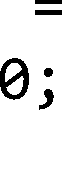 =
0;